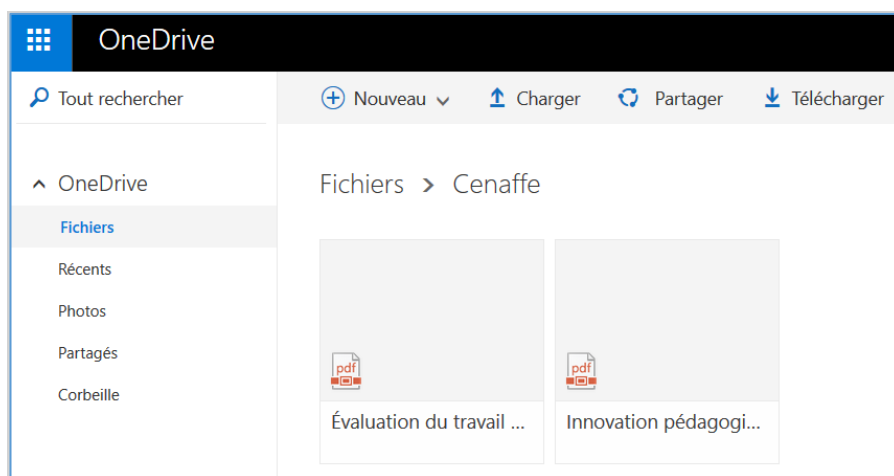 OneDrive
Tout rechercher
Nouveau
Charger
Partager
Télécharger
OneDrive
Fichiers
Récents
Photos
Partagés
Corbeille
Fichiers > Cenaffe
pdf
Évaluation du travail ...
pdf
Innovation pédagogi...